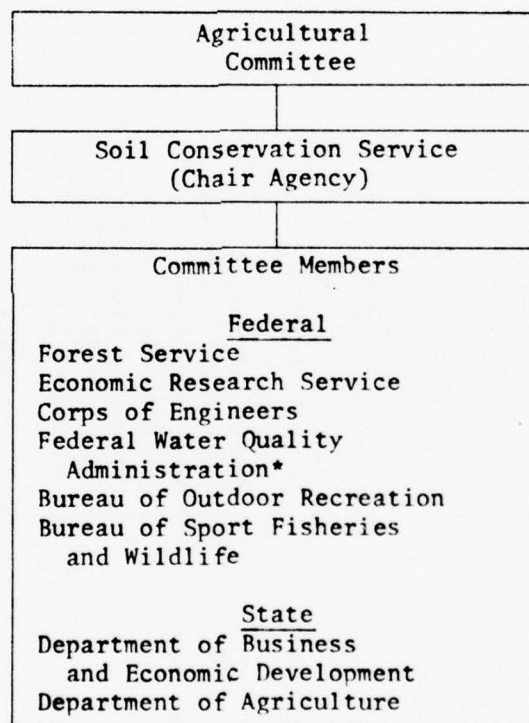 Agricultural
Committee
Soil Conservation Service
(Chair Agency)
Committee Members
Federal
Forest Service
Economic Research Service
Corps of Engineers
Federal Water Quality
Administration*
Bureau of Outdoor Recreation
Bureau of Sport Fisheries
and Wildlife
State
Department of Business
and Economic Development
Department of Agriculture